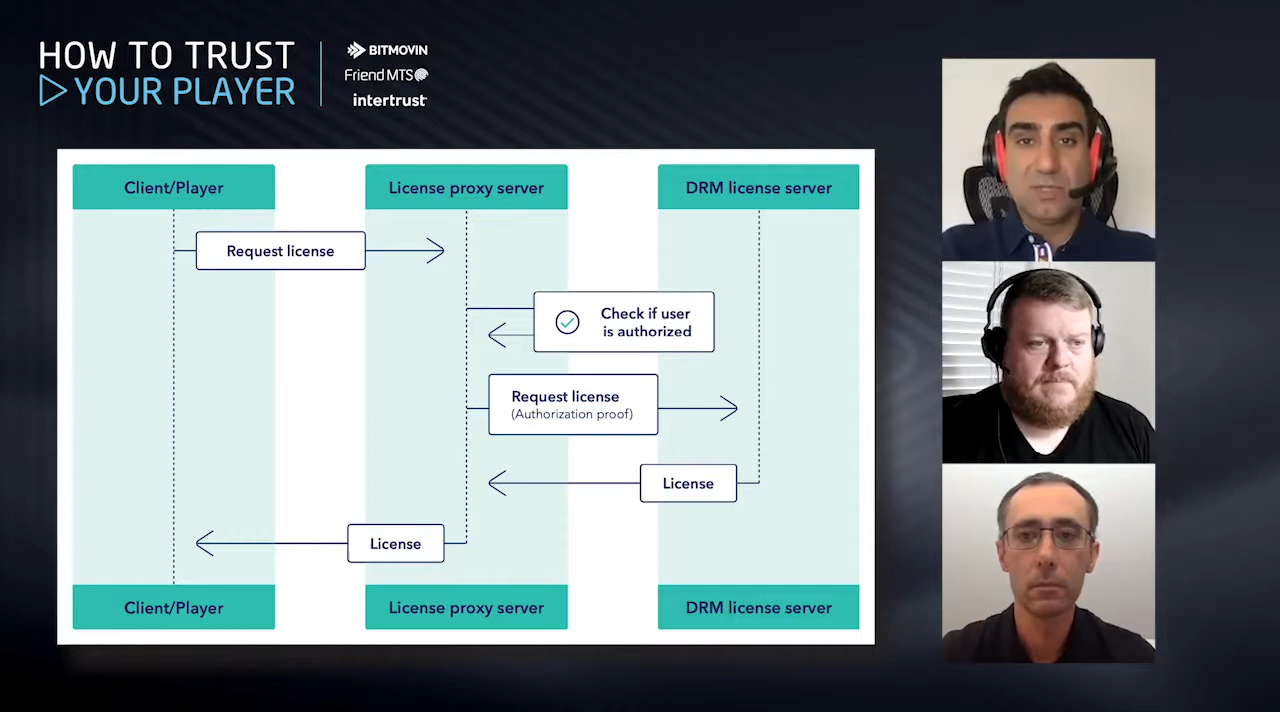 HOW TO TRUST
YOUR PLAYER
BITMOVIN
Friend MTS
intertrust
Client/Player
License proxy server
DRM license server
Request license
Check if user
is authorized
Request license
(Authorization proof)
License
License
Client/Player
License proxy server
DRM license server